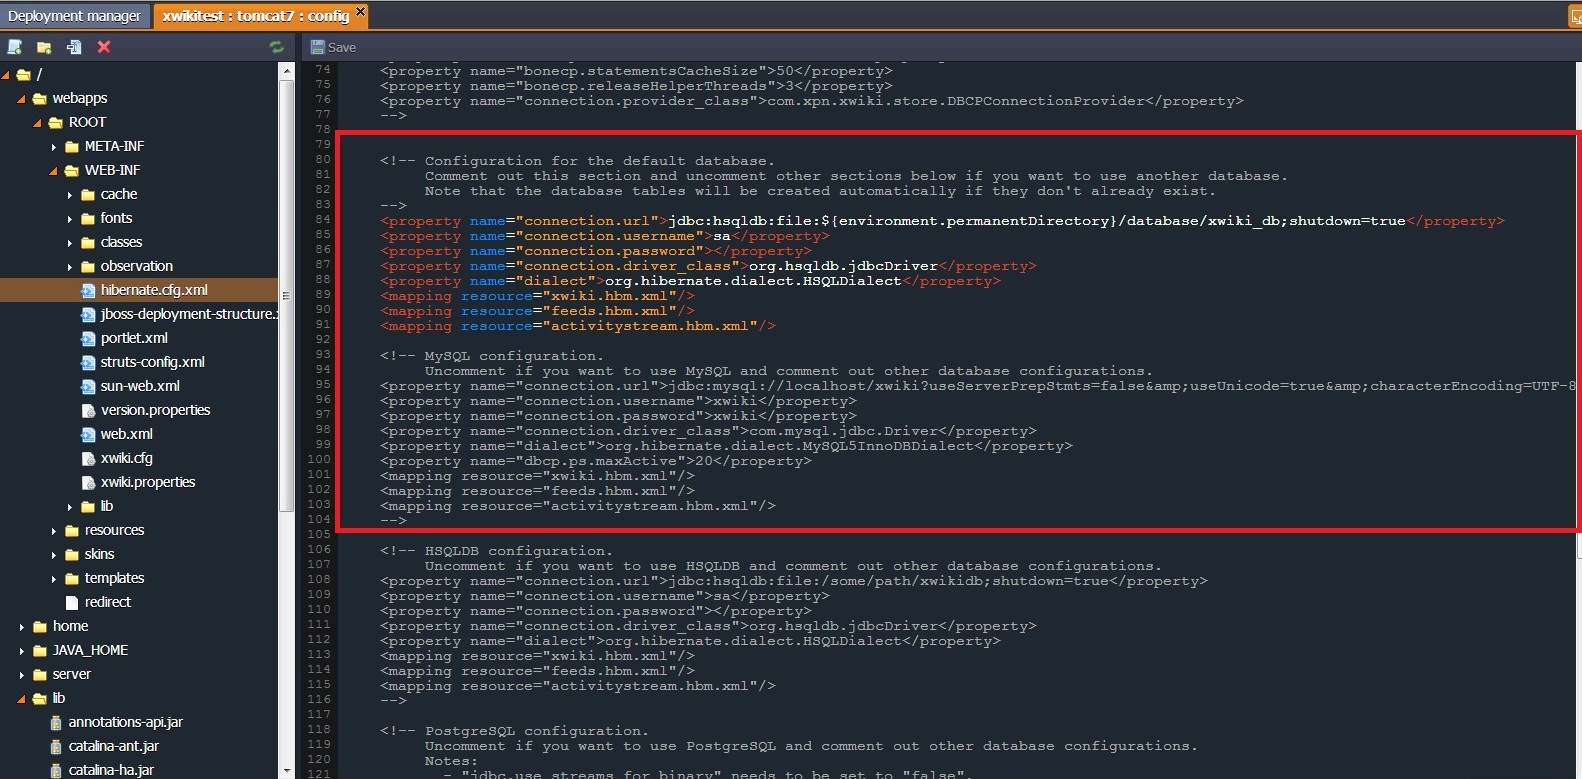 Deployment manager
xwikitest : tomcat7 : config
Save
/
webapps
ROOT
META-INF
WEB-INF
cache
fonts
classes
observation
hibernate.cfg.xml
jboss-deployment-structure.
portlet.xml
struts-config.xml
sun-web.xml
version.properties
web.xml
xwiki.cfg
xwiki.properties
lib
resources
skins
templates
redirect
home
JAVA_HOME
server
lib
annotations-api.jar
catalina-ant.jar
catalina-ha.jar
74 <property name="bonecp.statementsCacheSize">50</property>
75 <property name="bonecp.releaseHelperThreads">3</property>
76 <property name="connection.provider_class">com.xpn.xwiki.store.DBCPConnectionProvider</property>
77 -->
78
79
80 <!-- Configuration for the default database.
81 Comment out this section and uncomment other sections below if you want to use another database.
82 Note that the database tables will be created automatically if they don't already exist.
83 -->
84 <property name="connection.url">jdbc:hsqldb:file:${environment.permanentDirectory}/database/xwiki_db;shutdown=true</property>
85 <property name="connection.username">sa</property>
86 <property name="connection.password"></property>
87 <property name="connection.driver_class">org.hsqldb.jdbcDriver</property>
88 <property name="dialect">org.hibernate.dialect.HSQLDialect</property>
89 <mapping resource="xwiki.hbm.xml"/>
90 <mapping resource="feeds.hbm.xml"/>
91 <mapping resource="activitystream.hbm.xml"/>
92
93 <!-- MySQL configuration.
94 Uncomment if you want to use MySQL and comment out other database configurations.
95 <property name="connection.url">jdbc:mysql://localhost/xwiki?useServerPrepStmts=false&amp;useUnicode=true&amp;characterEncoding=UTF-8
96 <property name="connection.username">xwiki</property>
97 <property name="connection.password">xwiki</property>
98 <property name="connection.driver_class">com.mysql.jdbc.Driver</property>
99 <property name="dialect">org.hibernate.dialect.MySQL5InnoDBDialect</property>
100 <property name="dbcp.ps.maxActive">20</property>
101 <mapping resource="xwiki.hbm.xml"/>
102 <mapping resource="feeds.hbm.xml"/>
103 <mapping resource="activitystream.hbm.xml"/>
104 -->
105
106 <!-- HSQLDB configuration.
107 Uncomment if you want to use HSQLDB and comment out other database configurations.
108 <property name="connection.url">jdbc:hsqldb:file:/some/path/xwikidb;shutdown=true</property>
109 <property name="connection.username">sa</property>
110 <property name="connection.password"></property>
111 <property name="connection.driver_class">org.hsqldb.jdbcDriver</property>
112 <property name="dialect">org.hibernate.dialect.HSQLDialect</property>
113 <mapping resource="xwiki.hbm.xml"/>
114 <mapping resource="feeds.hbm.xml"/>
115 <mapping resource="activitystream.hbm.xml"/>
116 -->
117
118 <!-- PostgreSQL configuration.
119 Uncomment if you want to use PostgreSQL and comment out other database configurations.
120 Notes:
121 - "jdbc.use_streams_for_binary" needs to be set to "false".